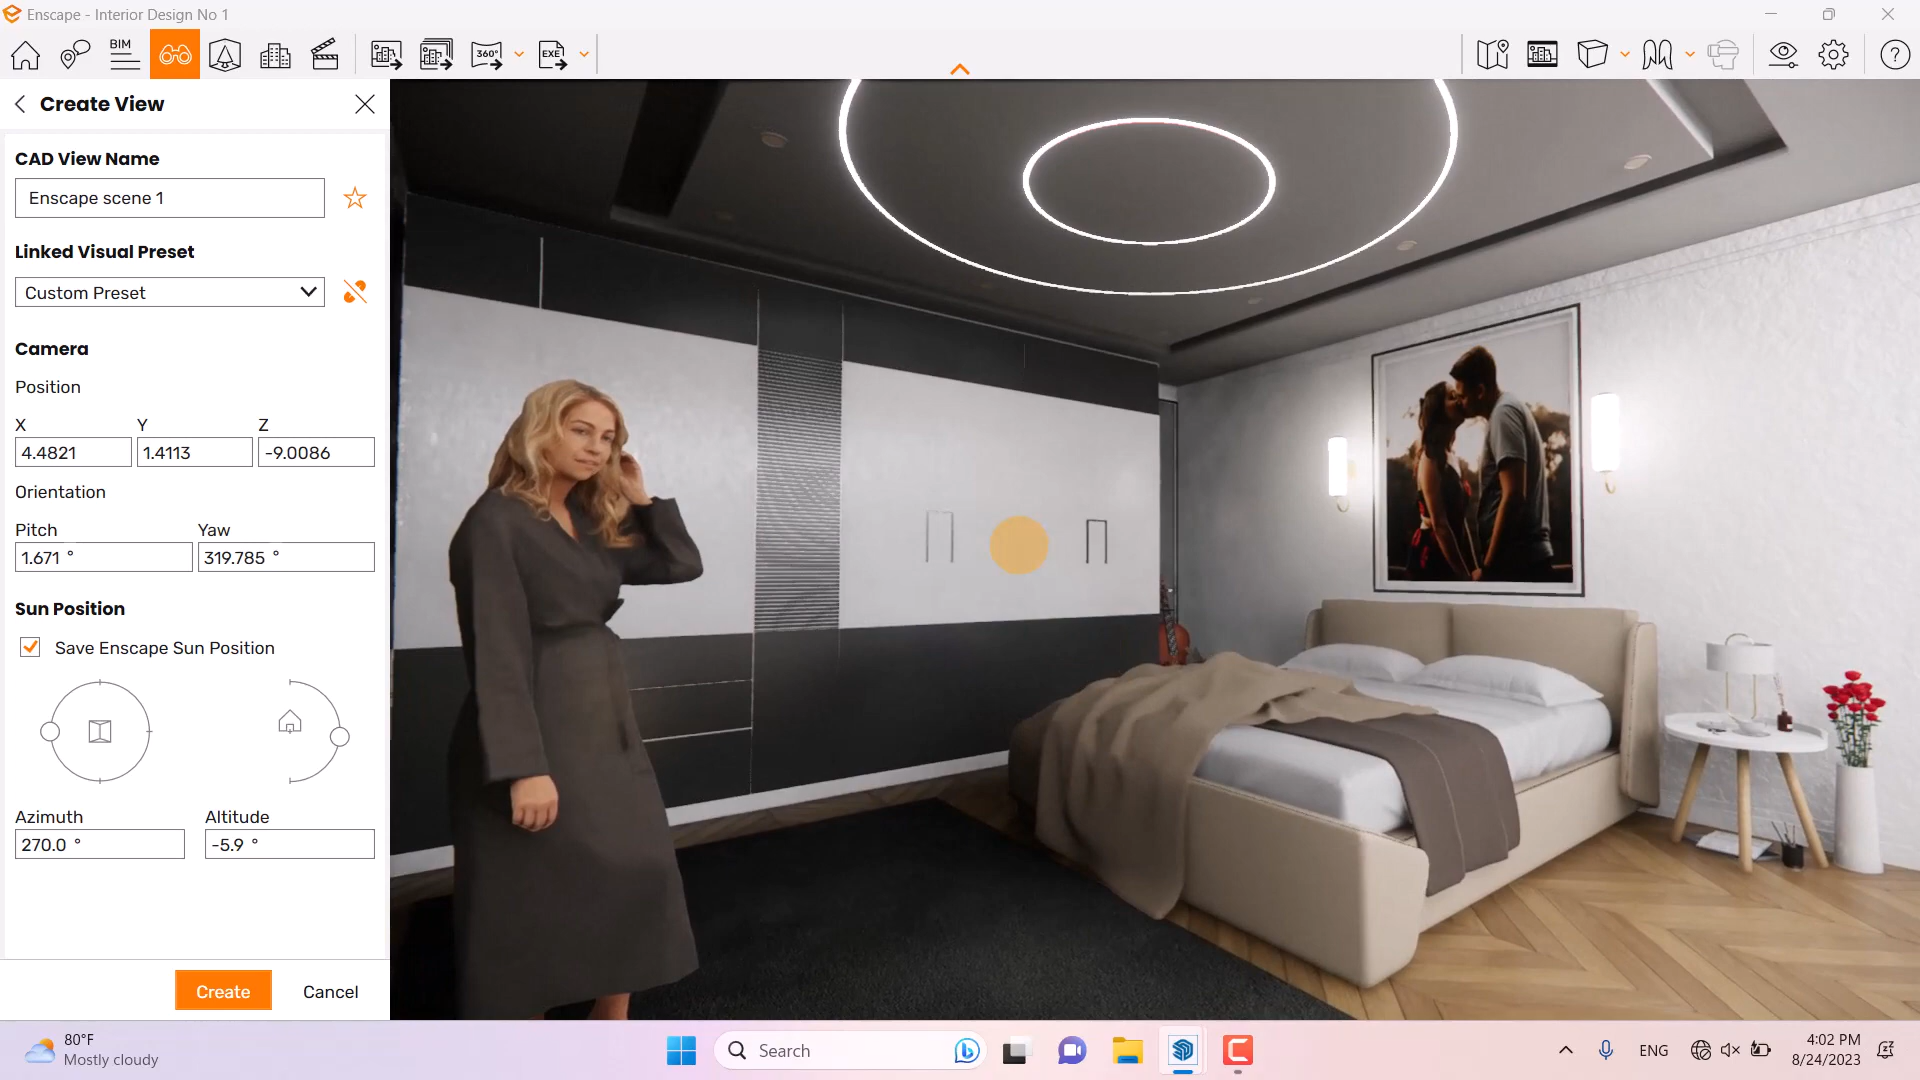 Enscape - Interior Design No 1
BIM
360°
EXE
?
Create View
CAD View Name
Enscape scene 1
Linked Visual Preset
Custom Preset
Camera
Position
X Y Z
4.4821 1.4113 -9.0086
Orientation
Pitch Yaw
1.671 ° 319.785 °
Sun Position
Save Enscape Sun Position
Azimuth Altitude
270.0 ° -5.9 °
Create Cancel
80°F
Mostly cloudy
Search
ENG
4:02 PM
8/24/2023